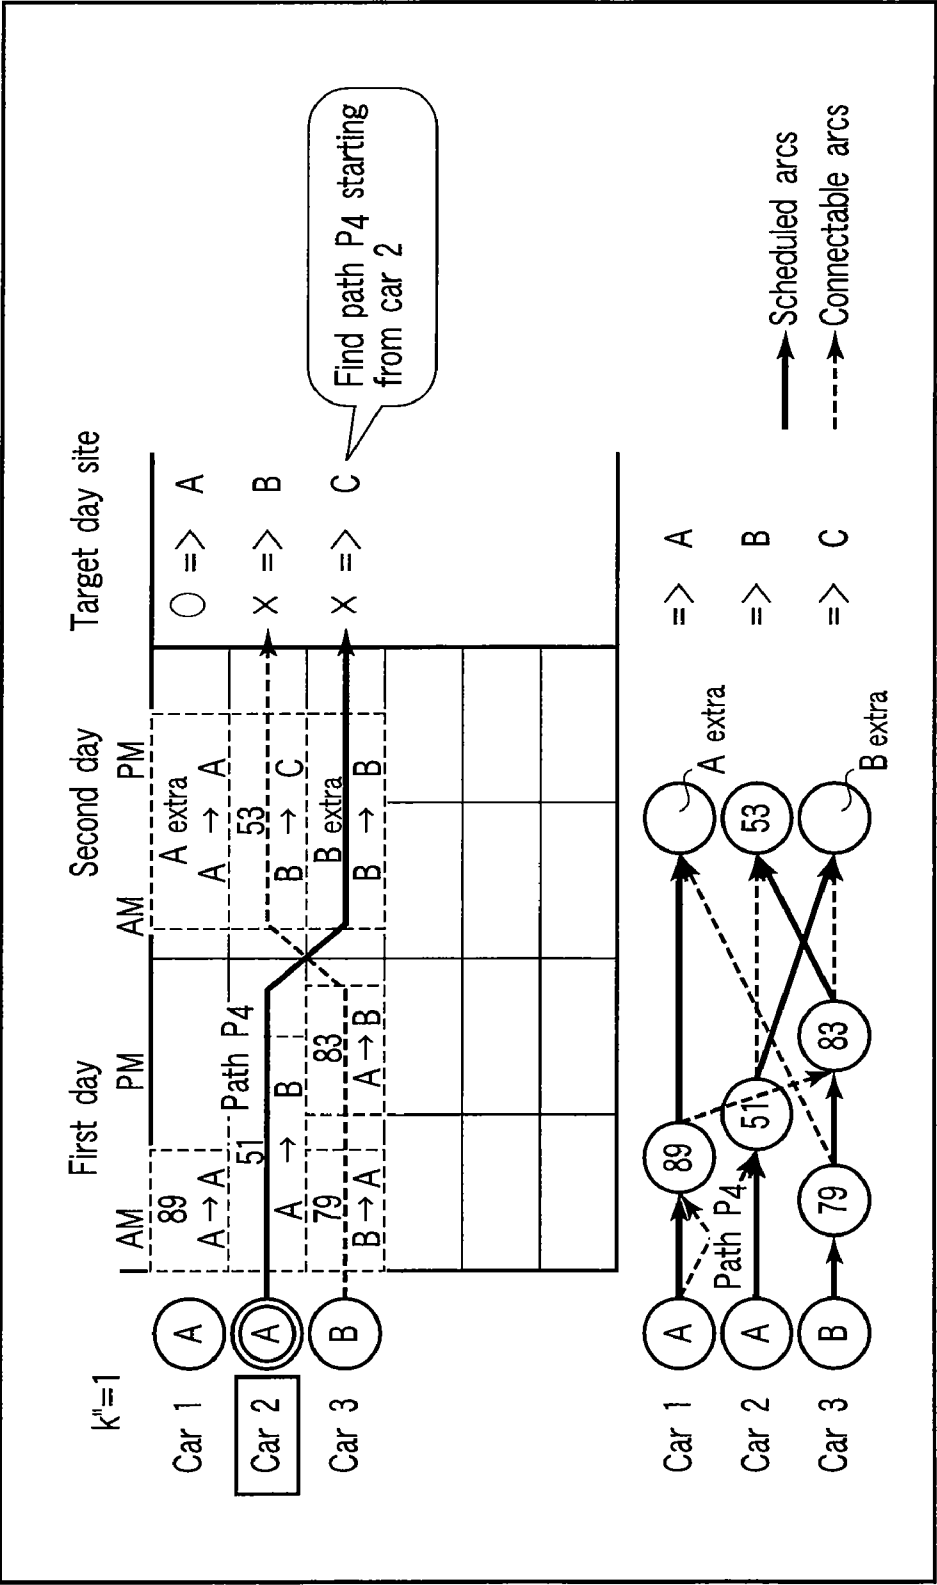 k"=1
First day
Second day
Target day site
AM
PM
AM
PM
Car 1
A
89
A→A
A extra
A → A
O => A
Car 2
A
51
Path P4
A → B
53
B → C
X => B
Car 3
B
79
B→A
83
A→B
B extra
B → B
X => C
Find path P4 starting
from car 2
Car 1
A
89
A extra
=> A
Path P4
Car 2
A
51
53
=> B
Car 3
B
79
83
B extra
=> C
Scheduled arcs
Connectable arcs